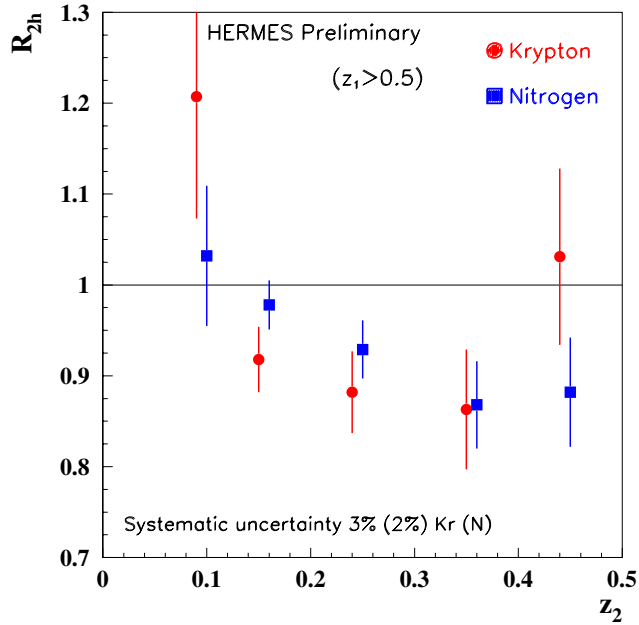 R2h
1.3
1.2
1.1
1
0.9
0.8
0.7
HERMES Preliminary
(z1>0.5)
Krypton
Nitrogen
Systematic uncertainty 3% (2%) Kr (N)
0 0.1 0.2 0.3 0.4 0.5
z2